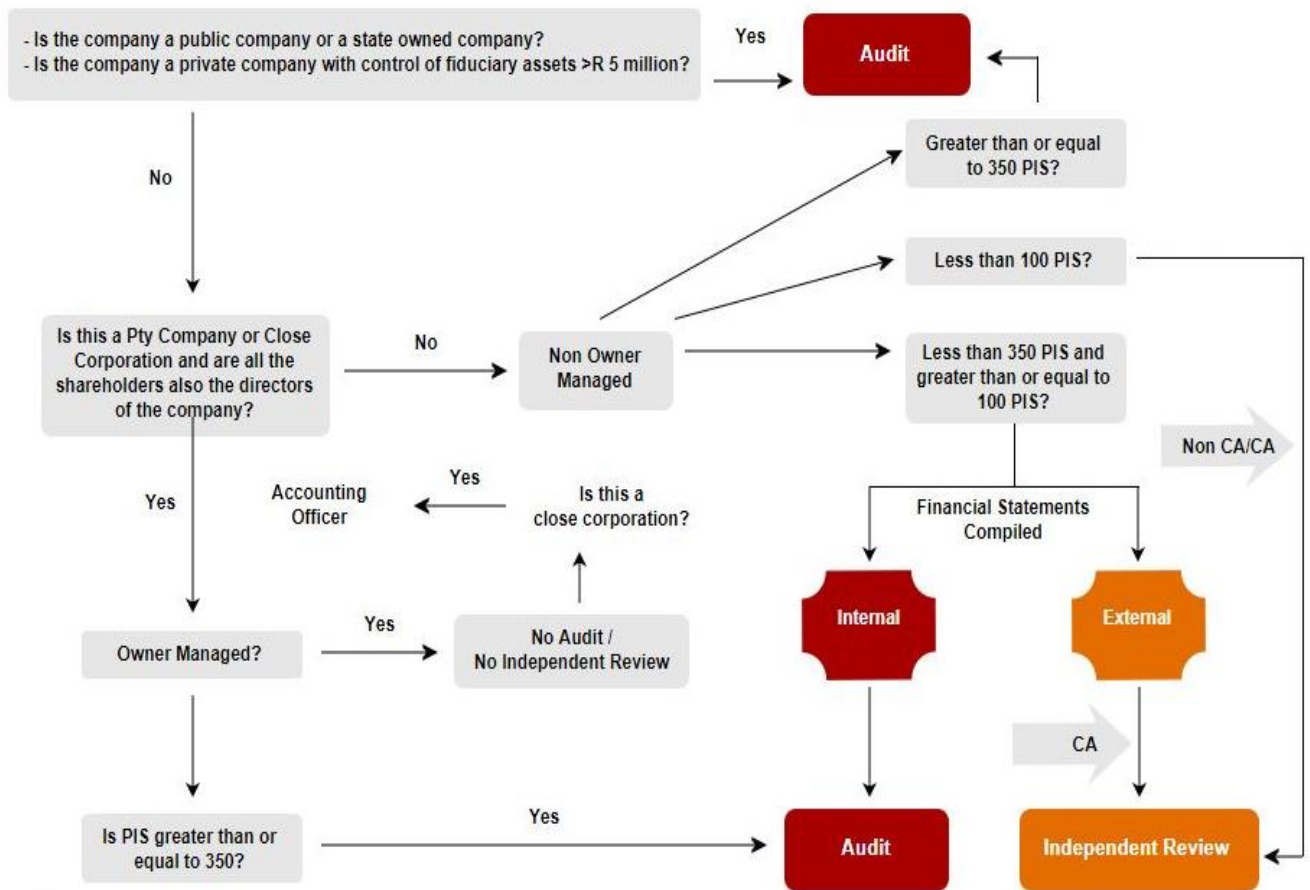 - Is the company a public company or a state owned company?
- Is the company a private company with control of fiduciary assets >R 5 million?
Yes
Audit
Greater than or equal
to 350 PIS?
No
Less than 100 PIS?
Is this a Pty Company or Close
Corporation and are all the
shareholders also the directors
of the company?
No
Non Owner
Managed
Less than 350 PIS and
greater than or equal to
100 PIS?
Non CA/CA
Yes
Accounting
Officer
Yes
Is this a
close corporation?
Financial Statements
Compiled
Internal
External
Owner Managed?
Yes
No Audit /
No Independent Review
CA
Is PIS greater than or
equal to 350?
Yes
Audit
Independent Review